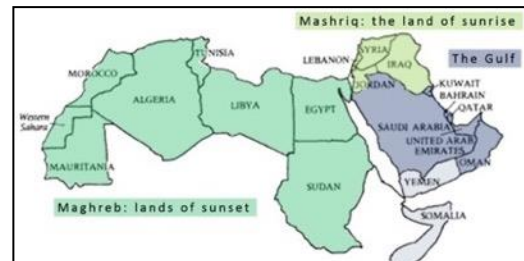 Mashriq: the land of sunrise
The Gulf
TUNISIA
LEBANON
SYRIA
IRAQ
MOROCCO
JORDAN
KUWAIT
BAHRAIN
QATAR
ALGERIA
LIBYA
EGYPT
Western
Sahara
SAUDI ARABIA
UNITED ARAB
EMIRATES
OMAN
MAURITANIA
SUDAN
YEMEN
SOMALIA
Maghreb: lands of sunset